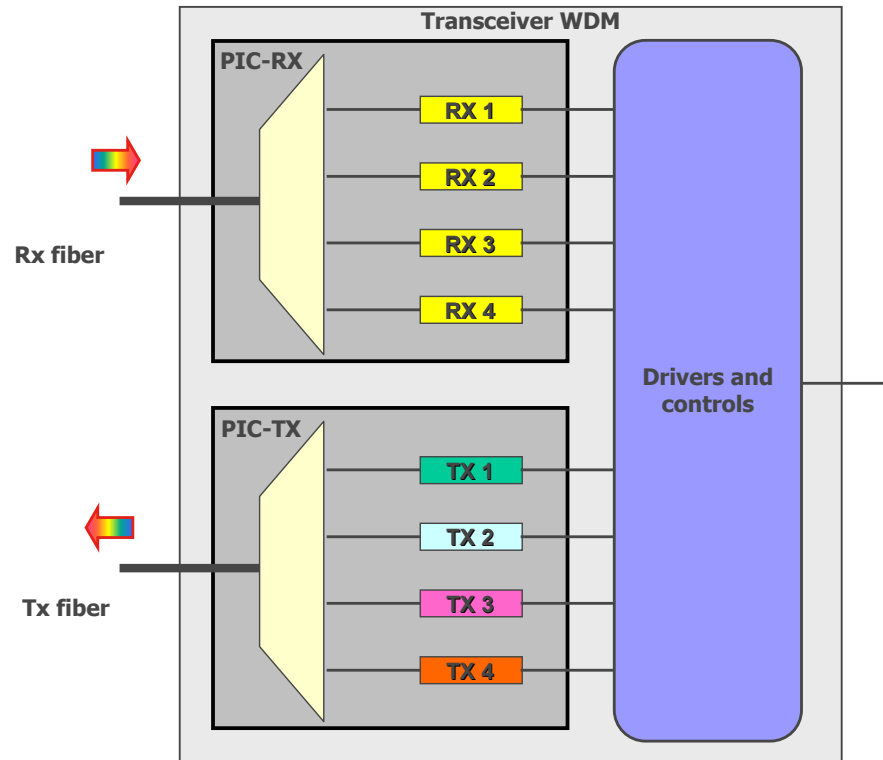 Transceiver WDM
PIC-RX
RX 1
RX 2
Rx fiber
RX 3
RX 4
Drivers and
controls
PIC-TX
TX 1
TX 2
Tx fiber
TX 3
TX 4